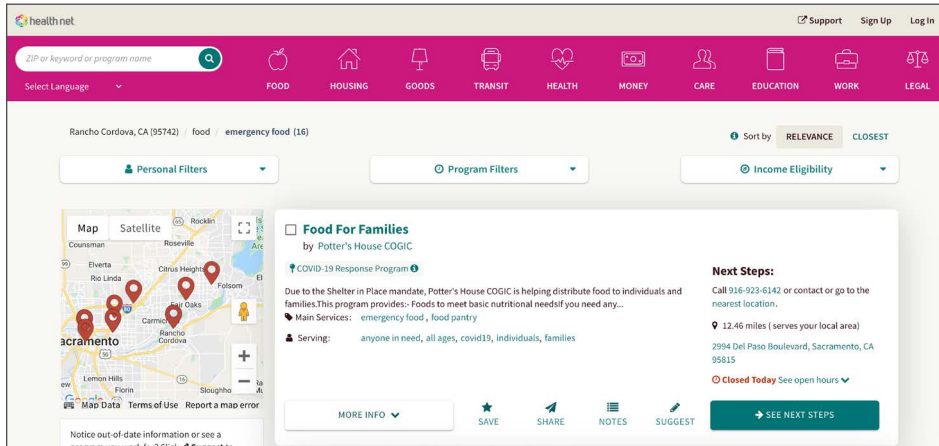 health net
Support Sign Up Log In
ZIP or keyword or program name
Select Language
FOOD HOUSING GOODS TRANSIT HEALTH MONEY CARE EDUCATION WORK LEGAL
Rancho Cordova, CA (95742) / food / emergency food (16)
Sort by RELEVANCE CLOSEST
Personal Filters
Program Filters
Income Eligibility
Map Satellite
Rocklin
Counsman
Roseville
Elverta
Citrus Heights
Rio Linda
Folsom
Fair Oaks
Carmic
Rancho
Cordova
acramento
Lemon Hills
Florin
Sloughho
Google
Map Data Terms of Use Report a map error
Notice out-of-date information or see a
Food For Families
by Potter's House COGIC
COVID-19 Response Program
Due to the Shelter in Place mandate, Potter's House COGIC is helping distribute food to individuals and
families.This program provides:- Foods to meet basic nutritional needsIf you need any...
Main Services: emergency food , food pantry
Serving: anyone in need, all ages, covid19, individuals, families
Next Steps:
Call 916-923-6142 or contact or go to the
nearest location.
12.46 miles ( serves your local area)
2994 Del Paso Boulevard, Sacramento, CA
95815
Closed Today See open hours
MORE INFO
SAVE SHARE NOTES SUGGEST
SEE NEXT STEPS